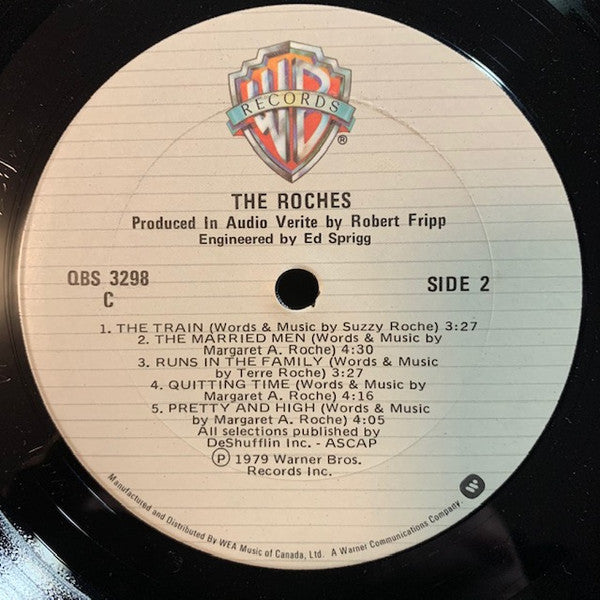 WB
RECORDS
®
THE ROCHES
Produced In Audio Verite by Robert Fripp
Engineered by Ed Sprigg
QBS 3298
C
SIDE 2
1. THE TRAIN (Words & Music by Suzzy Roche) 3:27
2. THE MARRIED MEN (Words & Music by
Margaret A. Roche) 4:30
3. RUNS IN THE FAMILY (Words & Music
by Terre Roche) 3:27
4. QUITTING TIME (Words & Music by
Margaret A. Roche) 4:16
5. PRETTY AND HIGH (Words & Music
by Margaret A. Roche) 4:05
All selections published by
DeShufflin Inc. - ASCAP
Ⓟ 1979 Warner Bros.
Records Inc.
Manufactured and Distributed By WEA Music of Canada, Ltd. A Warner Communications Company.